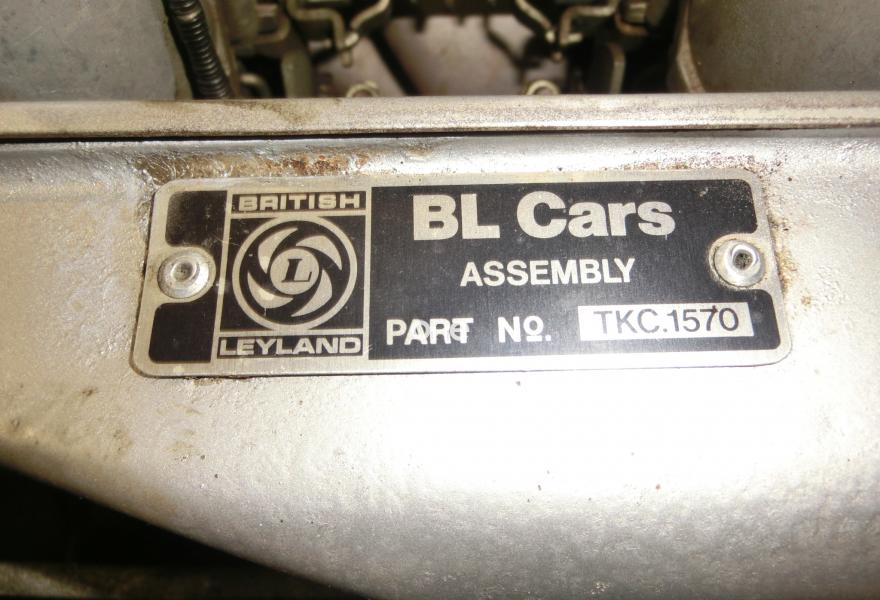 BRITISH
L
LEYLAND
BL Cars
ASSEMBLY
PART Nº.
TKC.1570